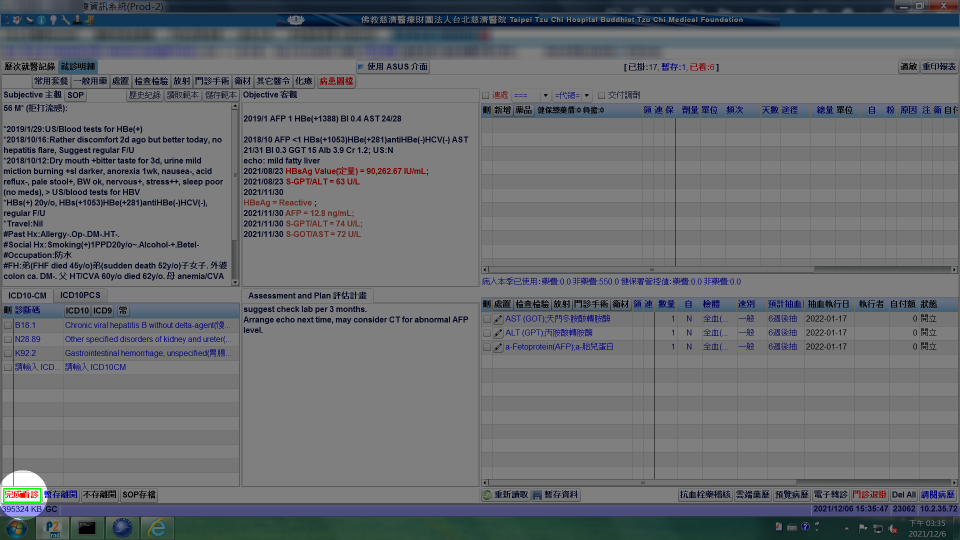 資訊系統(Prod-2)
佛教慈濟醫療財團法人台北慈濟醫院 Taipei Tzu Chi Hospital Buddhist Tzu Chi Medical Foundation
歷次就醫記錄 就診明細 使用 ASUS 介面 [已掛:17, 暫存:1, 已看:6] 過敏 重印報表
常用套餐 一般用藥 處置 檢查檢驗 放射 門診手術 衛材 其它醫令 化療 病患圖檔
Subjective 主觀 SOP 歷史紀錄 讀取範本 儲存範本
56 M* (拒打流感):
*2019/1/29:US/Blood tests for HBe(+)
*2018/10/16:Rather discomfort 2d ago but better today, no
hepatitis flare, Suggest regular F/U
*2018/10/12:Dry mouth +bitter taste for 3d, urine mild
miction burning +sl darker, anorexia 1wk, nausea-, acid
reflux-, pale stool+, BW ok, nervous+, stress++, sleep poor
(no meds), > US/blood tests for HBV
*HBs(+) 20y/o, HBs(+1053)HBe(+281)antiHBe(-)HCV(-),
regular F/U
*Travel:Nil
#Past Hx:Allergy-.Op-.DM-.HT-.
#Social Hx:Smoking(+)1PPD20y/o~.Alcohol-+.Betel-
#Occupation:防水
#FH:弟(FHF died 45y/o)弟(sudden death 52y/o)子女子. 外婆
colon ca. DM-. 父 HT/CVA 60y/o died 62y/o. 母 anemia/CVA
Objective 客觀
2019/1 AFP 1 HBe(+1388) BI 0.4 AST 24/28
2018/10 AFP <1 HBs(+1053)HBe(+281)antiHBe(-)HCV(-) AST
21/31 BI 0.3 GGT 15 Alb 3.9 Cr 1.2; US:N
echo: mild fatty liver
2021/08/23 HBsAg Value(定量) = 90,262.67 IU/mL;
2021/08/23 S-GPT/ALT = 63 U/L
2021/11/30
HBeAg = Reactive ;
2021/11/30 AFP = 12.8 ng/mL;
2021/11/30 S-GPT/ALT = 74 U/L;
2021/11/30 S-GOT/AST = 72 U/L
連處 === =代碼= 交付調劑
刪 新增 藥品 健保總藥價:0 自擔:0 領 連 保 劑量 單位 頻次 天數 途徑 總量 單位 自 粉 原因 注 衛 自付
病人本季已使用:藥費:0.0 非藥費:550.0 健保署管控值:藥費:0.0 非藥費:0.0
ICD10-CM ICD10PCS
刪 診斷碼 ICD10 ICD9 常
B18.1 Chronic viral hepatitis B without delta-agent(慢...
N28.89 Other specified disorders of kidney and ureter(...
K92.2 Gastrointestinal hemorrhage, unspecified(胃腸...
請輸入 ICD... 請輸入 ICD10CM
Assessment and Plan 評估計畫
suggest check lab per 3 months.
Arrange echo next time, may consider CT for abnormal AFP
level.
刪 處置 檢查檢驗 放射 門診手術 衛材 領 連 數量 自 檢體 速別 預計抽血 抽血執行日 執行者 自付額 狀態
AST (GOT);天門冬胺酸轉胺酶 1 N 全血(... 一般 6週後抽 2022-01-17 0 開立
ALT (GPT);丙胺酸轉胺酶 1 N 全血(... 一般 6週後抽 2022-01-17 0 開立
a-Fetoprotein(AFP);a-胎兒蛋白 1 N 全血(... 一般 6週後抽 2022-01-17 0 開立
完成看診 暫存離開 不存離開 SOP存檔 重新讀取 暫存資料 抗血栓藥稽核 雲端藥歷 預覽病歷 電子轉診 門診退掛 Del All 調閱病歷
395324 KB GC 2021/12/06 15:35:47 23062 10.2.35.72
下午 03:35
2021/12/6